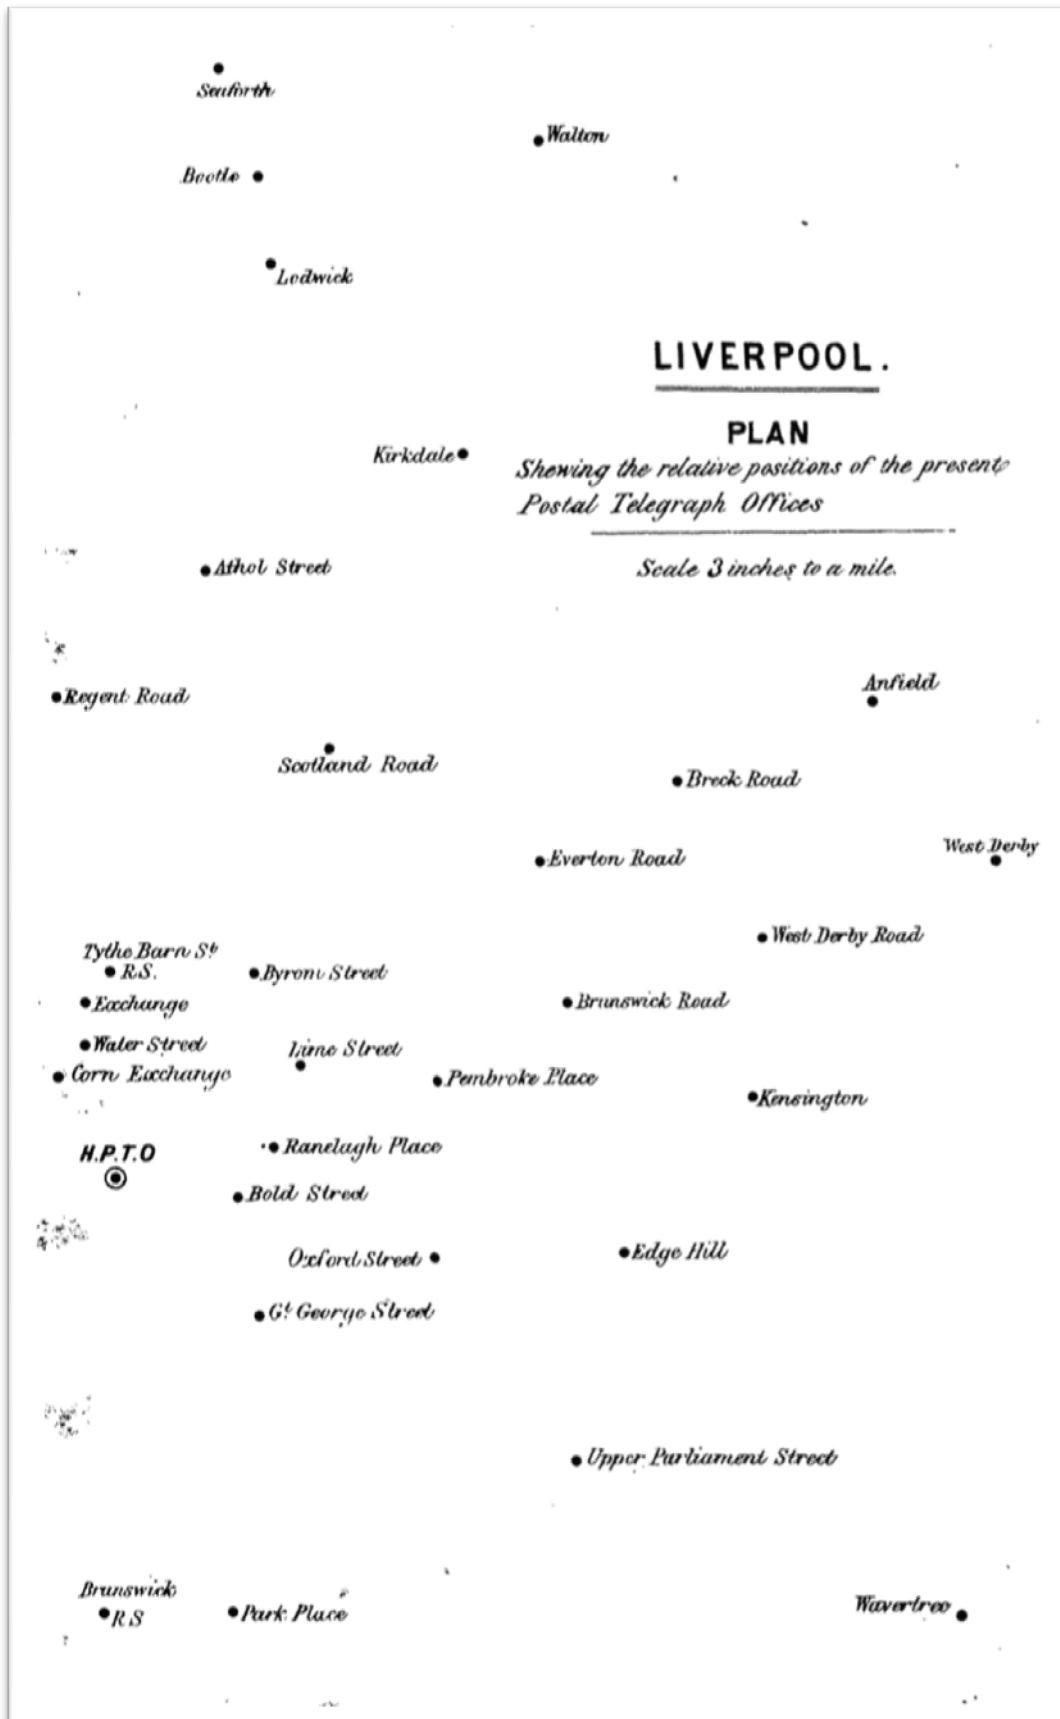 Seaforth
Walton
Bootle
Lodwick
LIVERPOOL.
PLAN
Kirkdale
Shewing the relative positions of the present
Postal Telegraph Offices
Athol Street
Scale 3 inches to a mile.
Anfield
Regent Road
Scotland Road
Breck Road
West Derby
Everton Road
West Derby Road
Tythe Barn St
R.S.
Byrom Street
Exchange
Brunswick Road
Water Street
Lime Street
Corn Exchange
Pembroke Place
Kensington
H.P.T.O
Ranelagh Place
Bold Street
Oxford Street
Edge Hill
Gt George Street
Upper Parliament Street
Brunswick
R S
Park Place
Wavertree